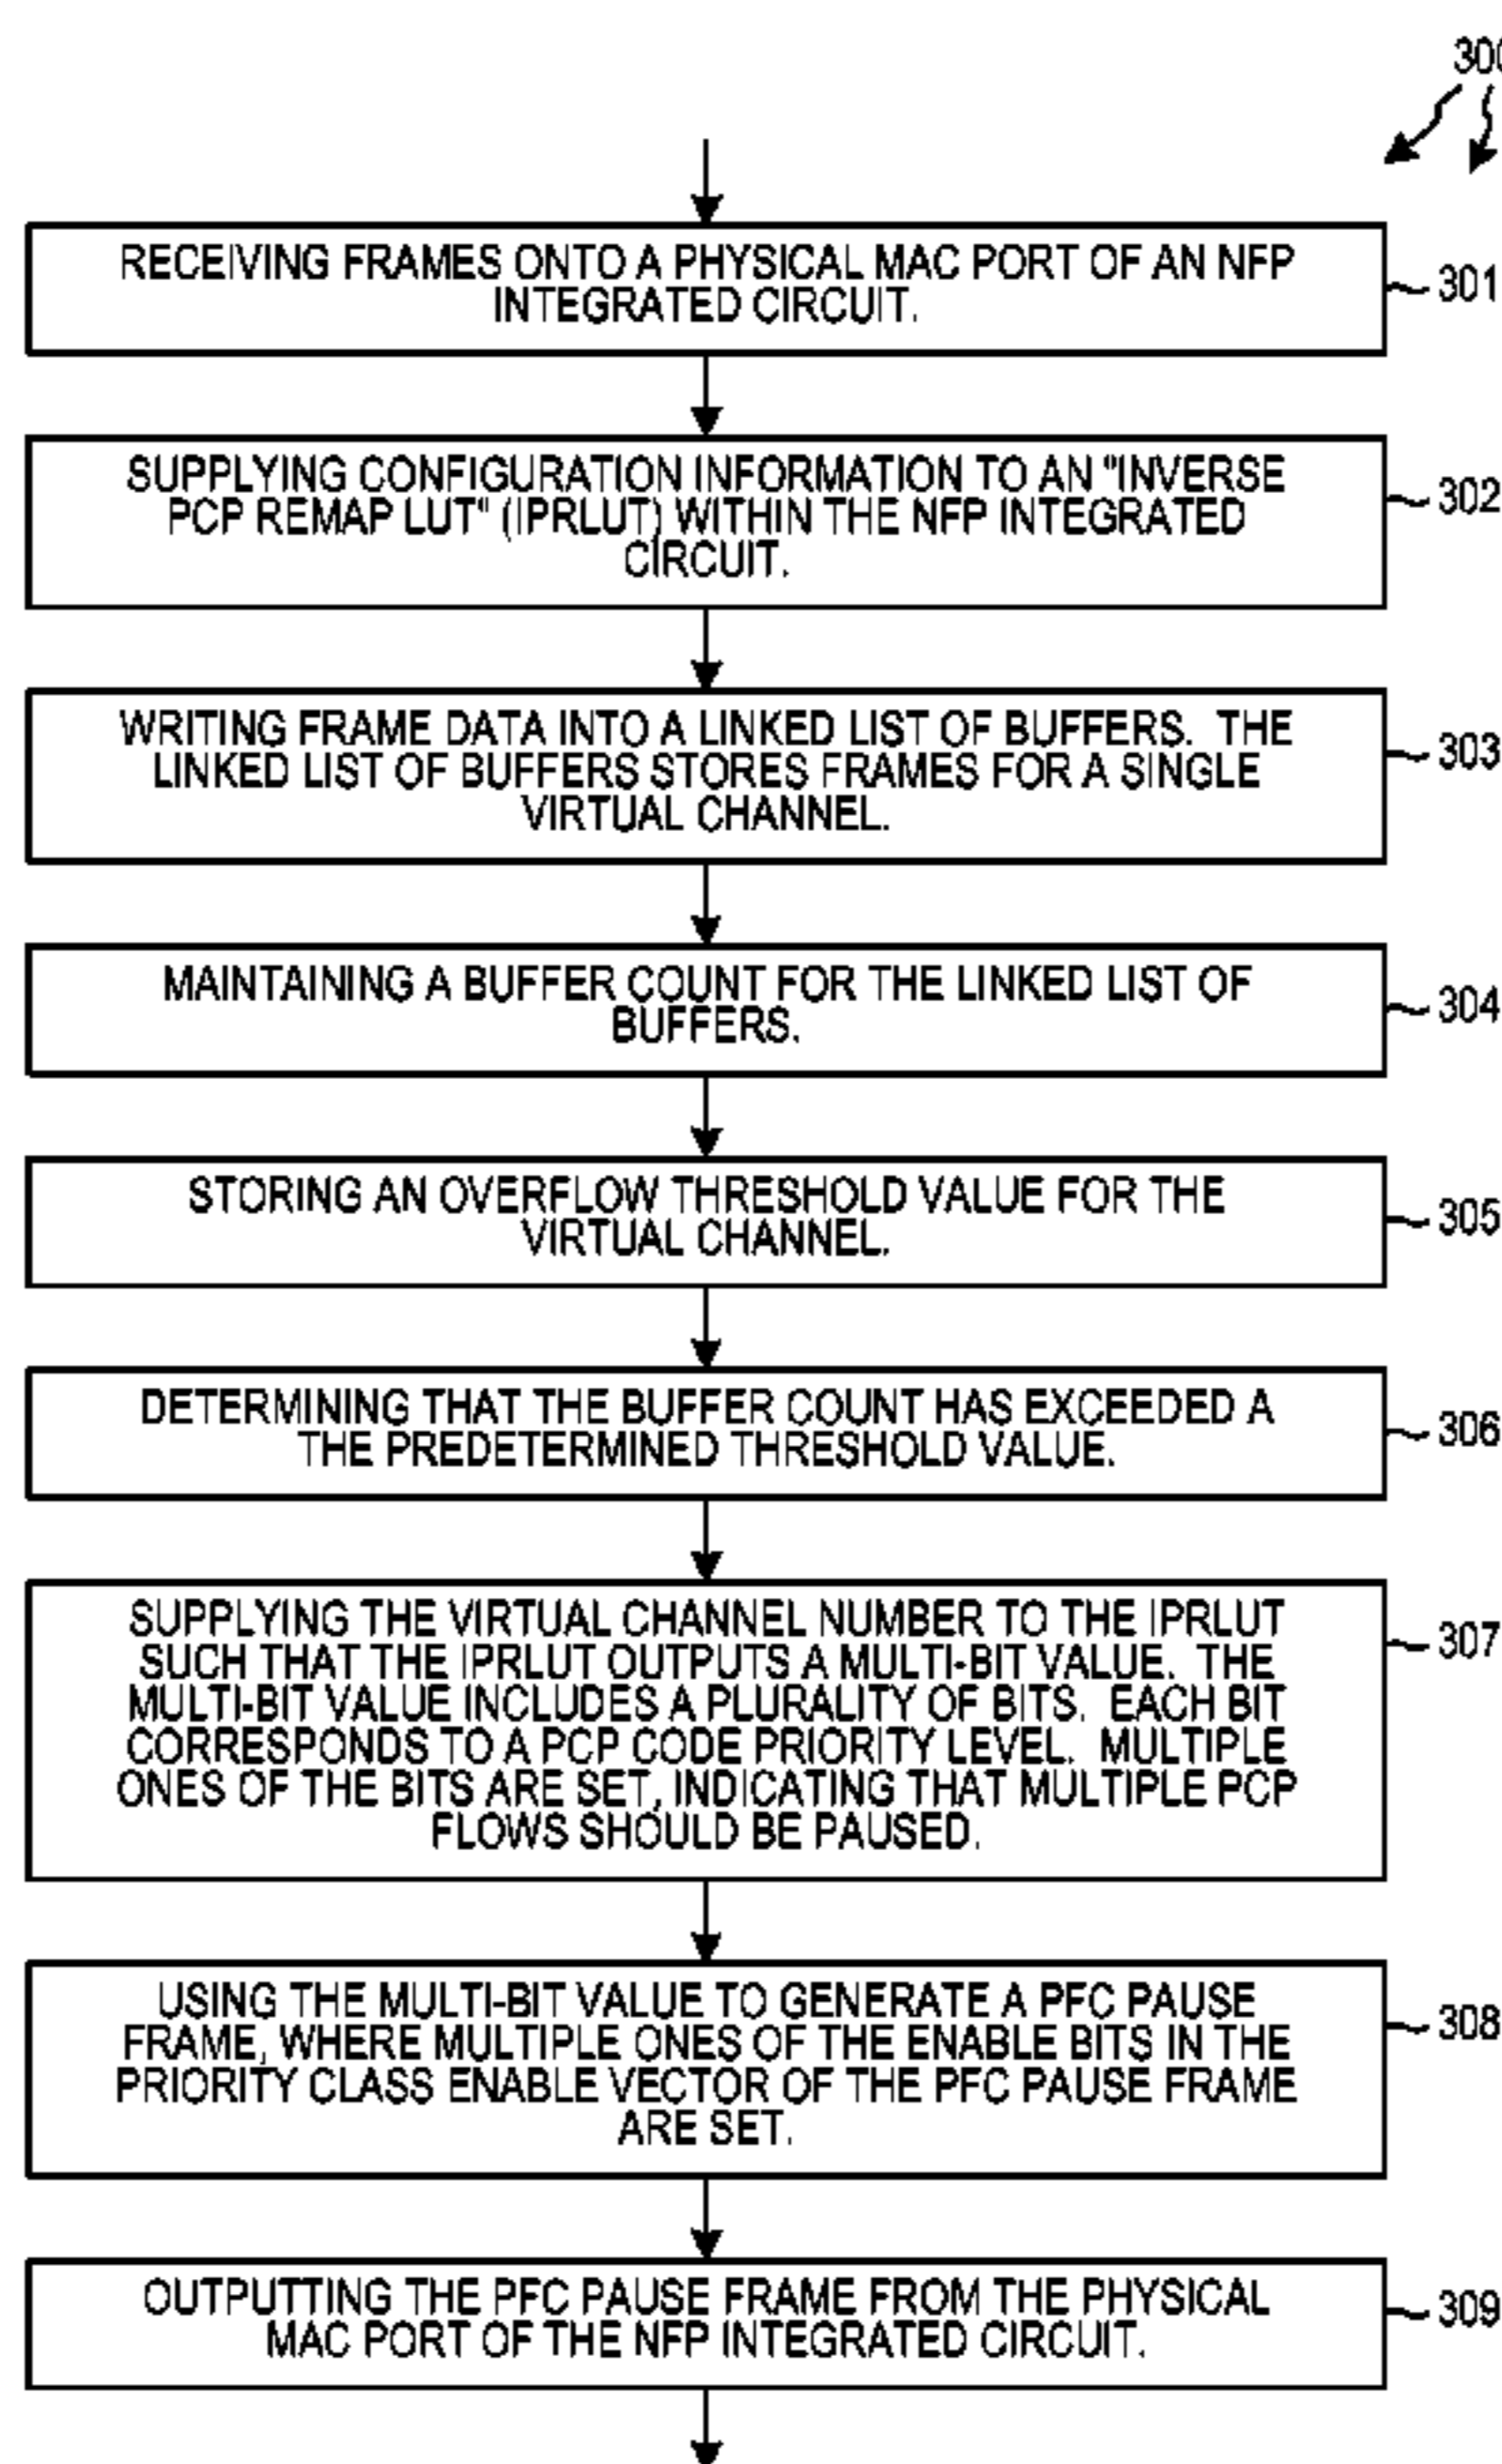 300
RECEIVING FRAMES ONTO A PHYSICAL MAC PORT OF AN NFP
INTEGRATED CIRCUIT.
301
SUPPLYING CONFIGURATION INFORMATION TO AN "INVERSE
PCP REMAP LUT" (IPRLUT) WITHIN THE NFP INTEGRATED
CIRCUIT.
302
WRITING FRAME DATA INTO A LINKED LIST OF BUFFERS. THE
LINKED LIST OF BUFFERS STORES FRAMES FOR A SINGLE
VIRTUAL CHANNEL.
303
MAINTAINING A BUFFER COUNT FOR THE LINKED LIST OF
BUFFERS.
304
STORING AN OVERFLOW THRESHOLD VALUE FOR THE
VIRTUAL CHANNEL.
305
DETERMINING THAT THE BUFFER COUNT HAS EXCEEDED A
THE PREDETERMINED THRESHOLD VALUE.
306
SUPPLYING THE VIRTUAL CHANNEL NUMBER TO THE IPRLUT
SUCH THAT THE IPRLUT OUTPUTS A MULTI-BIT VALUE. THE
MULTI-BIT VALUE INCLUDES A PLURALITY OF BITS. EACH BIT
CORRESPONDS TO A PCP CODE PRIORITY LEVEL. MULTIPLE
ONES OF THE BITS ARE SET, INDICATING THAT MULTIPLE PCP
FLOWS SHOULD BE PAUSED.
307
USING THE MULTI-BIT VALUE TO GENERATE A PFC PAUSE
FRAME, WHERE MULTIPLE ONES OF THE ENABLE BITS IN THE
PRIORITY CLASS ENABLE VECTOR OF THE PFC PAUSE FRAME
ARE SET.
308
OUTPUTTING THE PFC PAUSE FRAME FROM THE PHYSICAL
MAC PORT OF THE NFP INTEGRATED CIRCUIT.
309